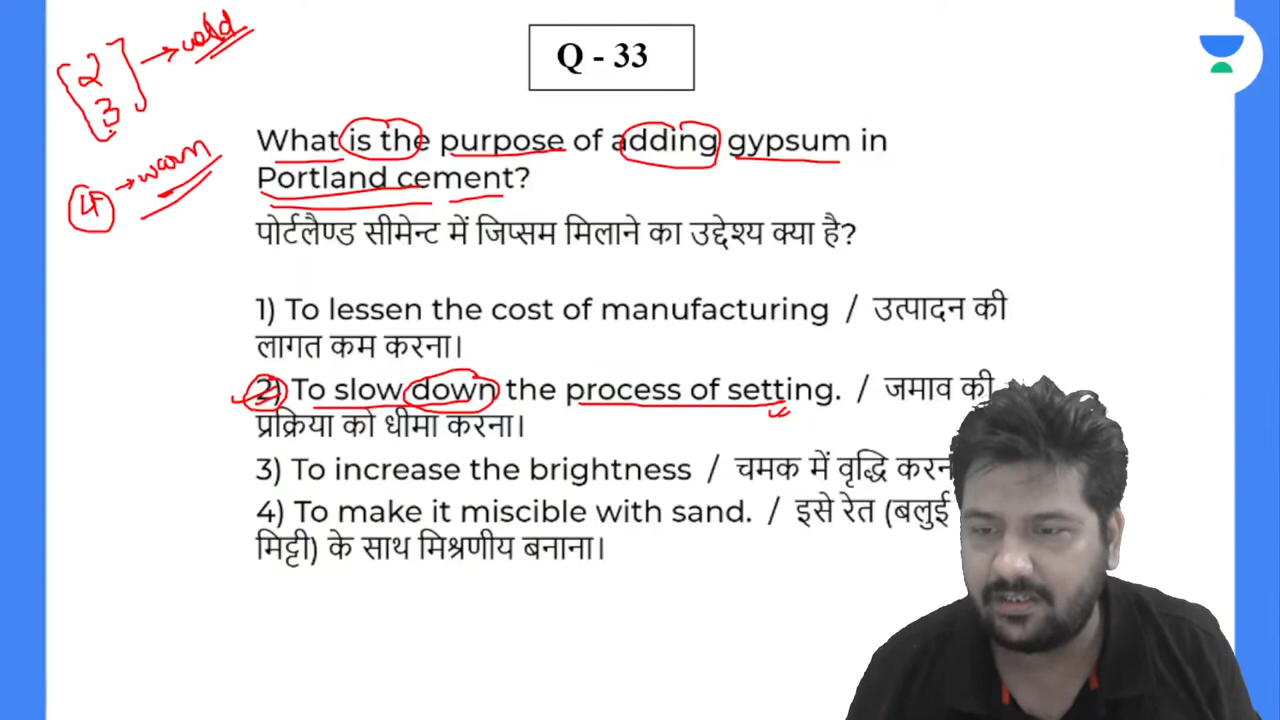 Q - 33
2
3
→ cold
4 → warm
What is the purpose of adding gypsum in
Portland cement?
पोर्टलैण्ड सीमेन्ट में जिप्सम मिलाने का उद्देश्य क्या है?
1) To lessen the cost of manufacturing / उत्पादन की
लागत कम करना।
2) To slow down the process of setting. / जमाव की
प्रक्रिया को धीमा करना।
3) To increase the brightness / चमक में वृद्धि
4) To make it miscible with sand. / इसे रेत (बलुई
मिट्टी) के साथ मिश्रणीय बनाना।